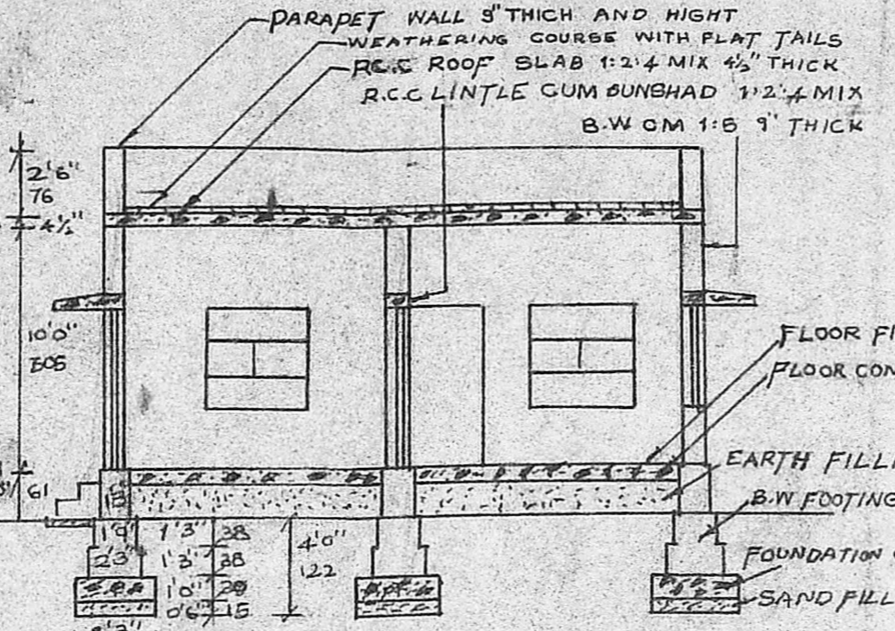 PARAPET WALL 9" THICH AND HIGHT
WEATHERING COURSE WITH FLAT TAILS
R.C.C ROOF SLAB 1:2:4 MIX 4½" THICK
R.C.C LINTLE CUM SUNSHAD 1:2:4 MIX
B.W CM 1:5 9" THICK
2'6"
76
4½"
10'0"
305
FLOOR FI
FLOOR CON
EARTH FILLI
61
18"
B.W FOOTING
1'9" 1'3" 38
4'0"
2'3" 1'3" 38
122
FOUNDATION
1'0"
0'6" 15
SAND FILL